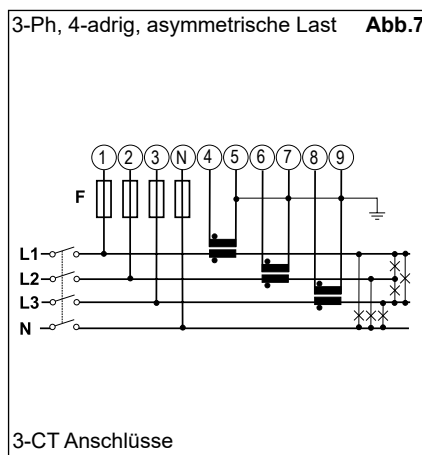 3-Ph, 4-adrig, asymmetrische Last Abb.7
1 2 3 N 4 5 6 7 8 9
F
L1
L2
L3
N
3-CT Anschlüsse